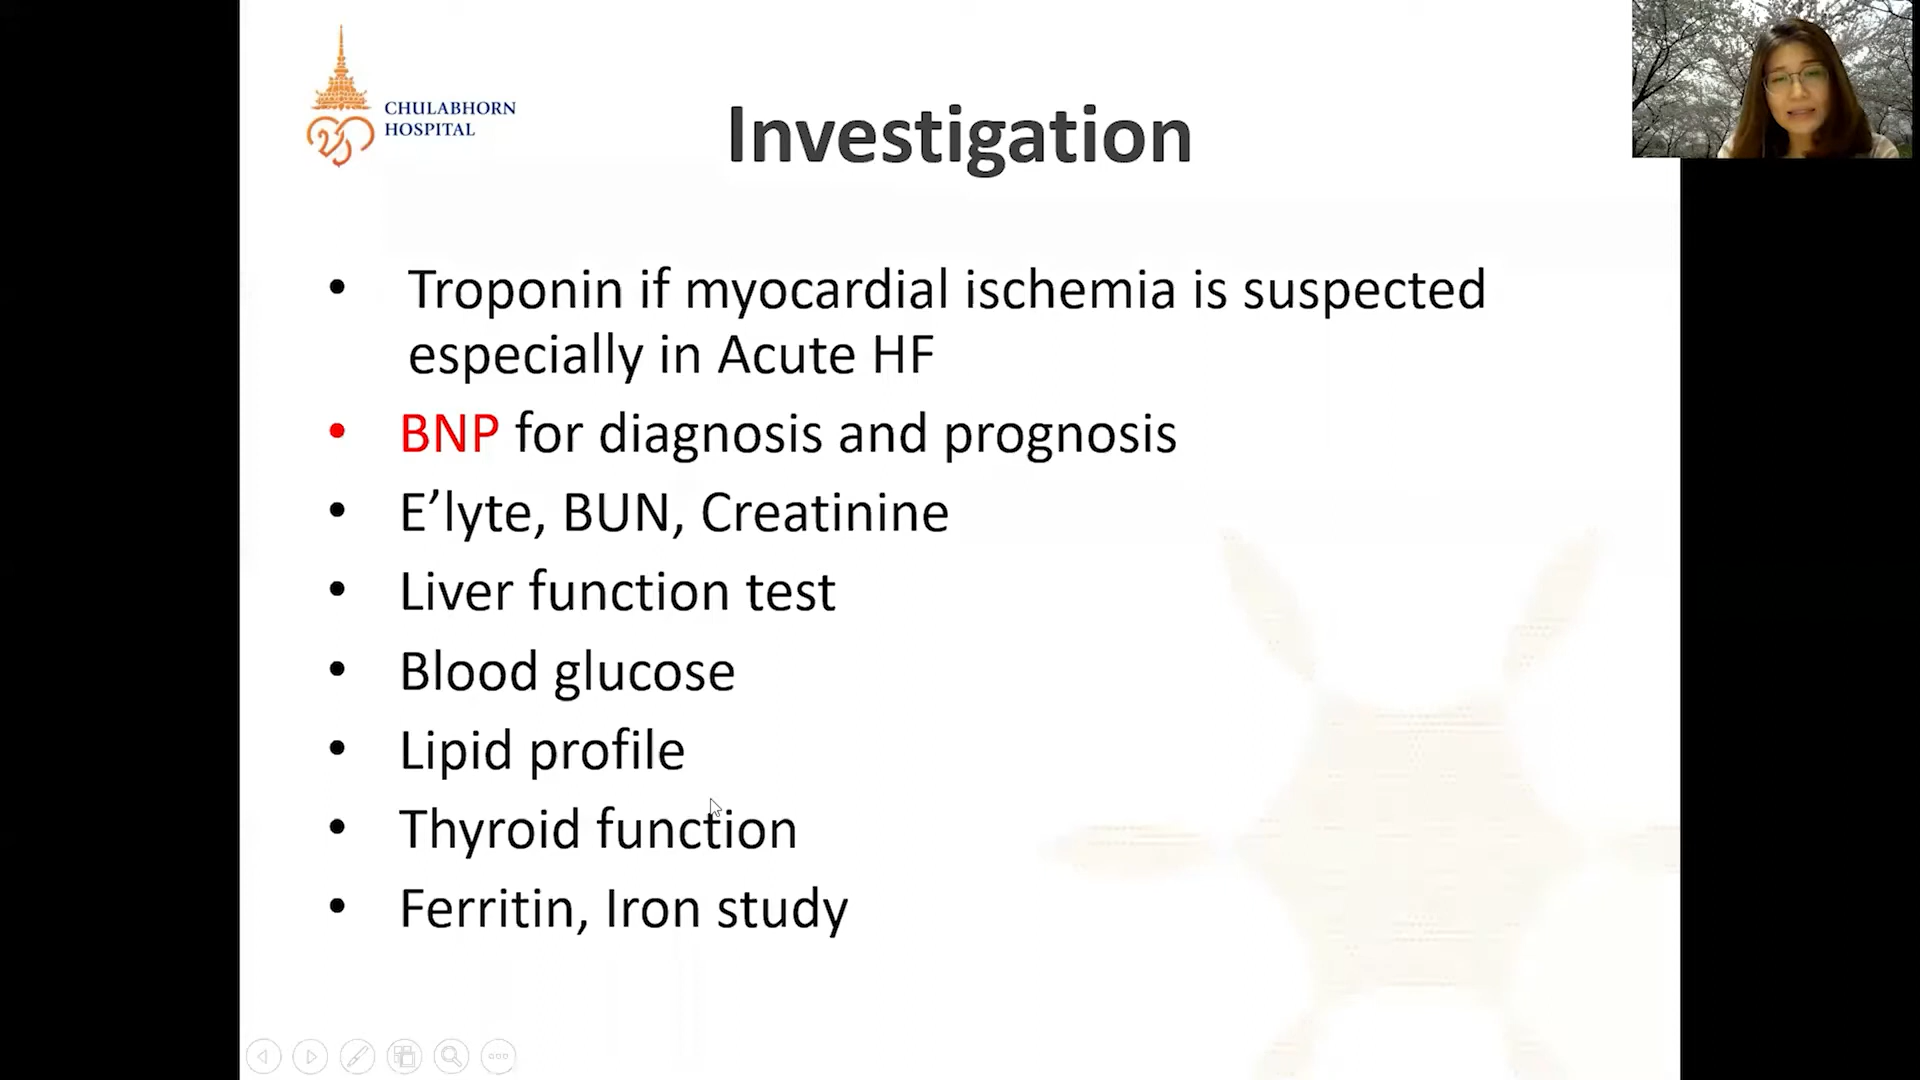 CHULABHORN
HOSPITAL
Investigation
• Troponin if myocardial ischemia is suspected
especially in Acute HF
• BNP for diagnosis and prognosis
• E’lyte, BUN, Creatinine
• Liver function test
• Blood glucose
• Lipid profile
• Thyroid function
• Ferritin, Iron study